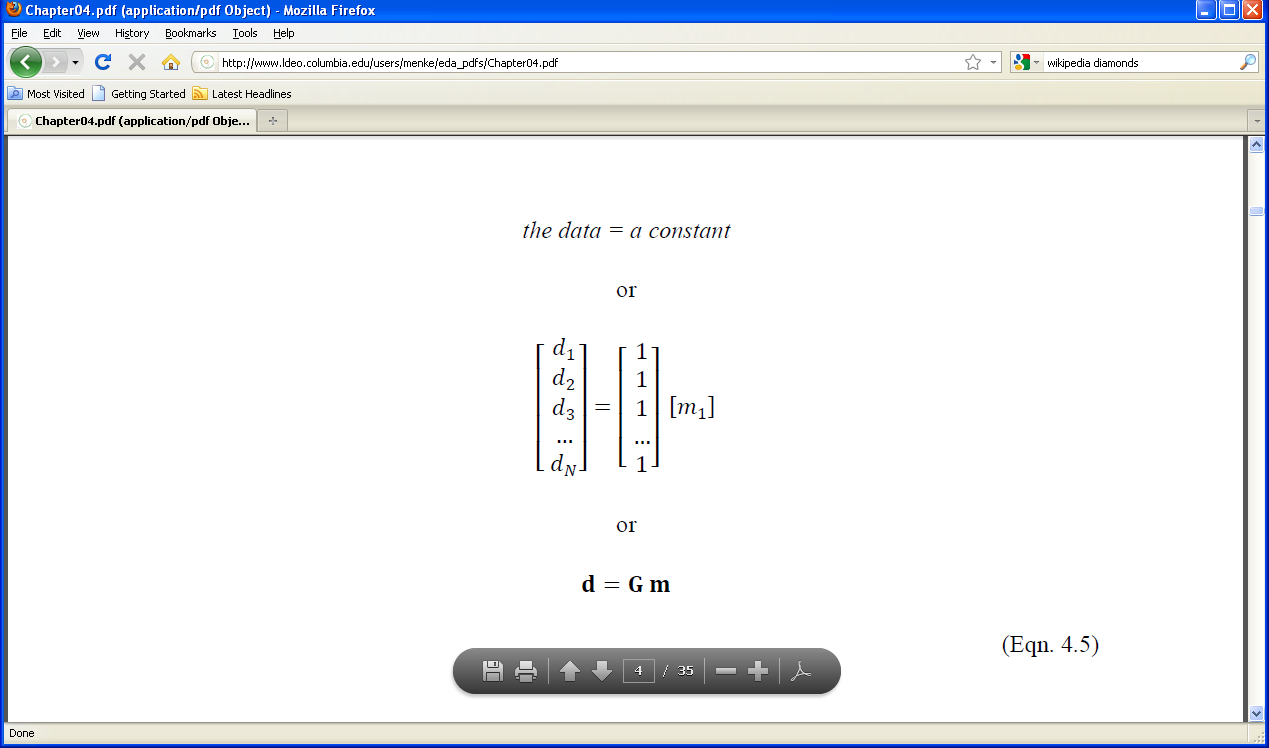 Chapter04.pdf (application/pdf Object) - Mozilla Firefox
File Edit View History Bookmarks Tools Help
http://www.ldeo.columbia.edu/users/menke/eda_pdfs/Chapter04.pdf wikipedia diamonds
Most Visited Getting Started Latest Headlines
Chapter04.pdf (application/pdf Obje...
the data = a constant
or
[d₁ d₂ d₃ ... d_N] = [1 1 1 ... 1] [m₁]
or
d = G m
(Eqn. 4.5)
4 / 35
Done